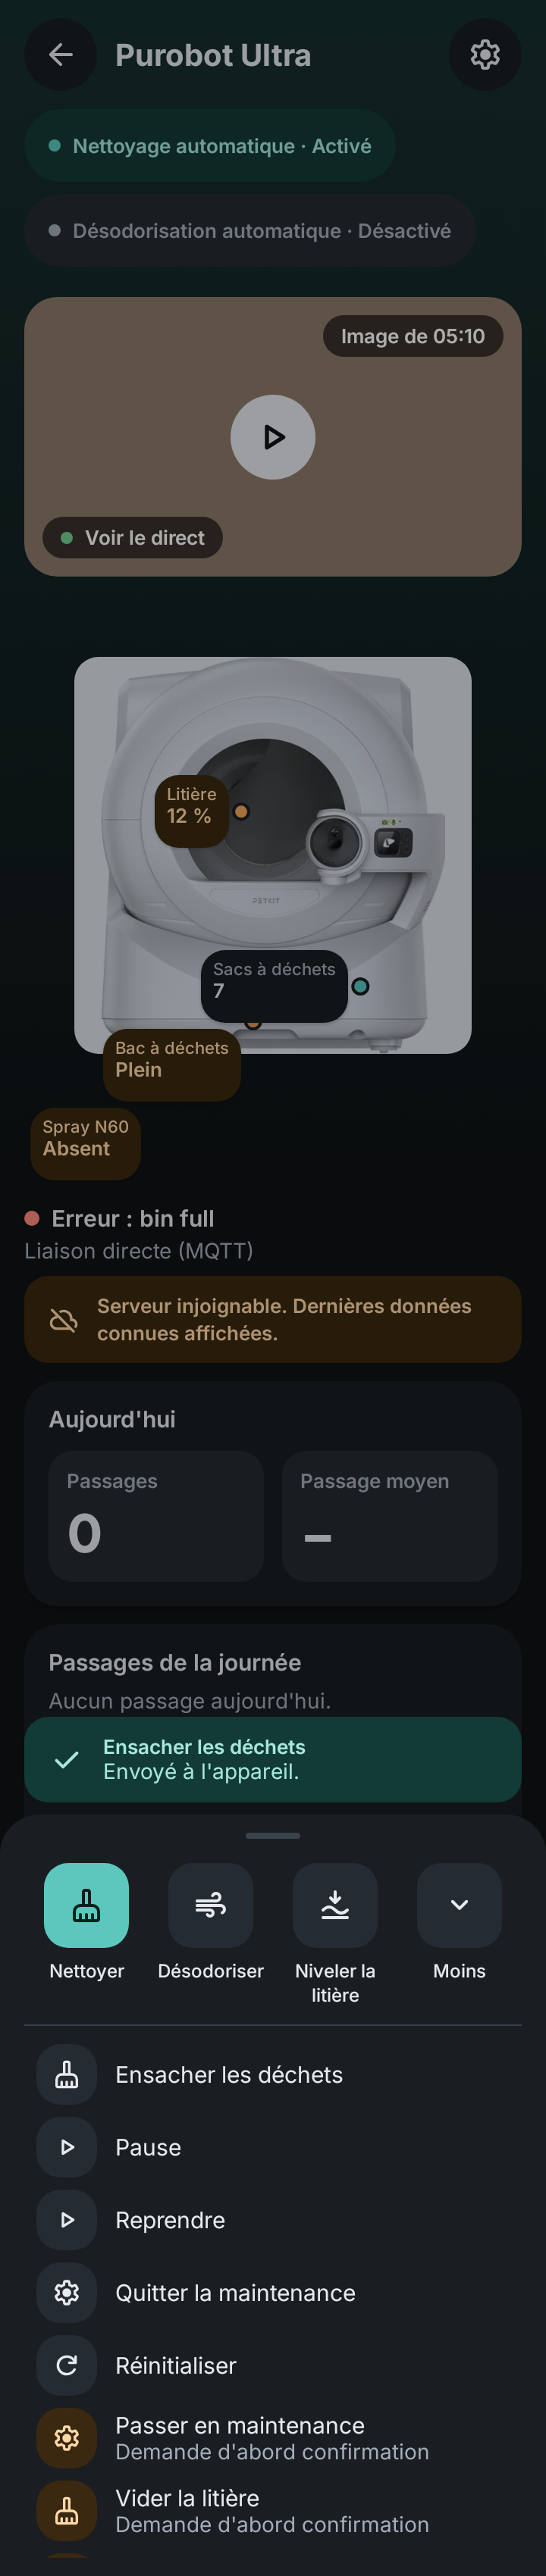 Purobot Ultra
Nettoyage automatique · Activé
Désodorisation automatique · Désactivé
Image de 05:10
Voir le direct
Litière
12 %
PETKIT
Sacs à déchets
7
Bac à déchets
Plein
Spray N60
Absent
Erreur : bin full
Liaison directe (MQTT)
Serveur injoignable. Dernières données
connues affichées.
Aujourd'hui
Passages
Passage moyen
0
–
Passages de la journée
Aucun passage aujourd'hui.
Ensacher les déchets
Envoyé à l'appareil.
Nettoyer
Désodoriser
Niveler la
litière
Moins
Ensacher les déchets
Pause
Reprendre
Quitter la maintenance
Réinitialiser
Passer en maintenance
Demande d'abord confirmation
Vider la litière
Demande d'abord confirmation